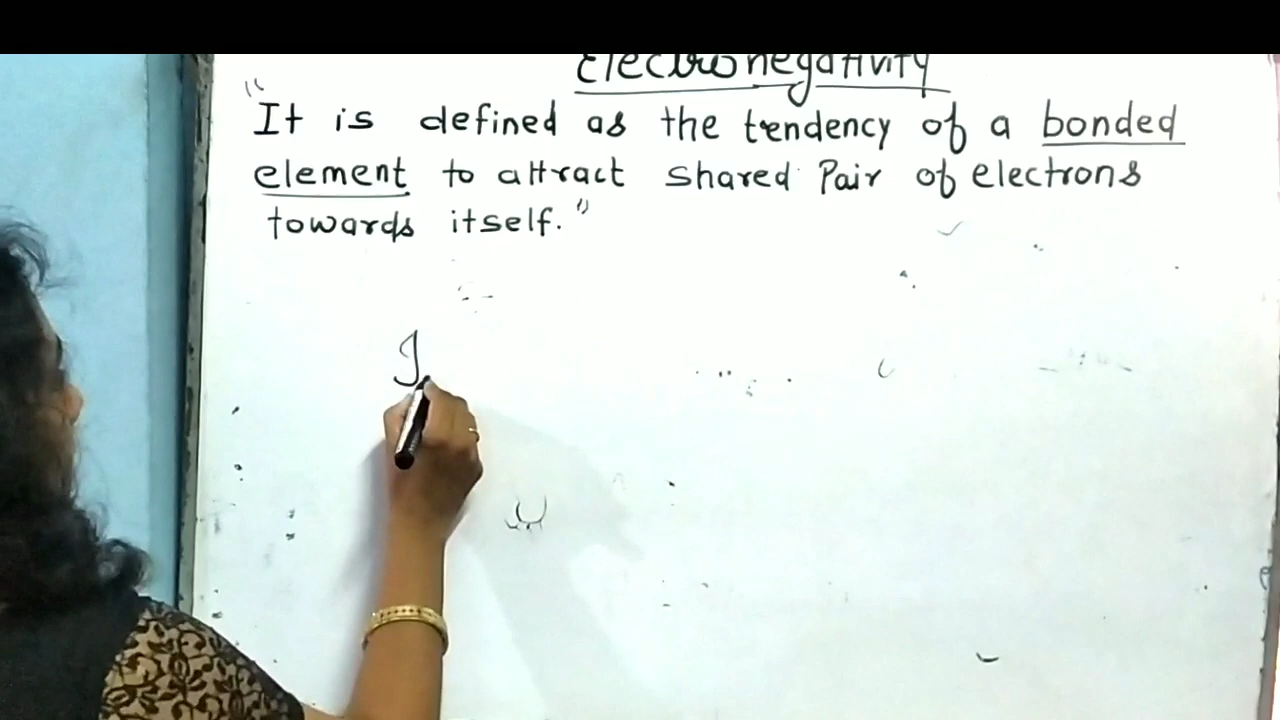 Electronegativity
"It is defined as the tendency of a bonded
element to attract shared Pair of electrons
towards itself."
I